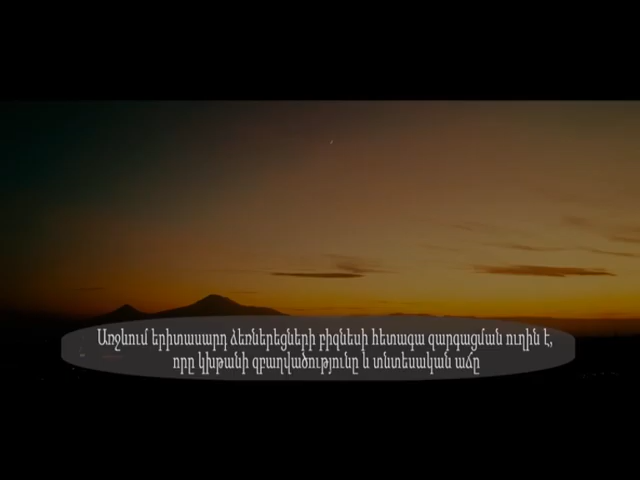 Առջևում երիտասարդ ձեռներեցների բիզնեսի հետագա զարգացման ուղին է,
որը կխթանի զբաղվածությունը և տնտեսական աճը